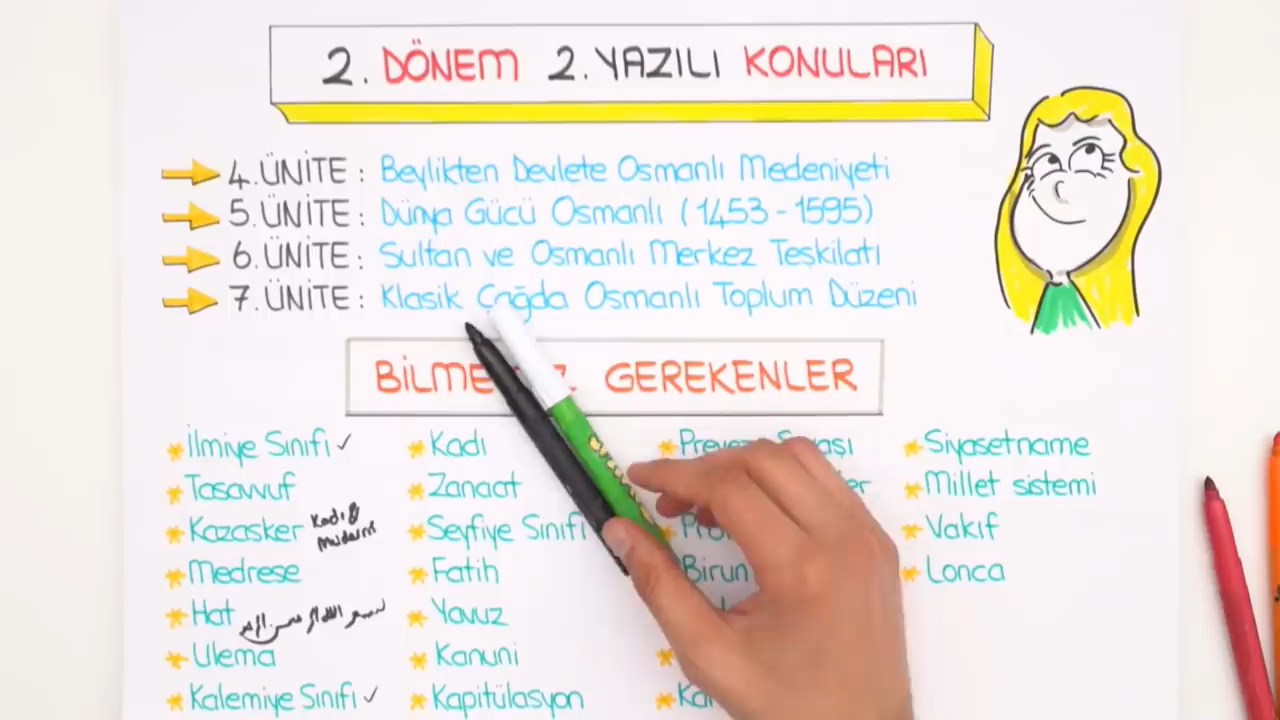 2. DÖNEM 2. YAZILI KONULARI
4. ÜNİTE : Beylikten Devlete Osmanlı Medeniyeti
5. ÜNİTE : Dünya Gücü Osmanlı (1453 - 1595)
6. ÜNİTE : Sultan ve Osmanlı Merkez Teşkilatı
7. ÜNİTE : Klasik Çağda Osmanlı Toplum Düzeni
GEREKENLER
İlmiye Sınıfı
Tasavvuf
Kazasker
Kadı &
Medrese
Hat
Ulema
Kalemiye Sınıfı
Kadı
Zanaat
Seyfiye Sınıfı
Fatih
Yavuz
Kanuni
Kapitülasyon
Birun
Siyasetname
Millet sistemi
Vakıf
Lonca